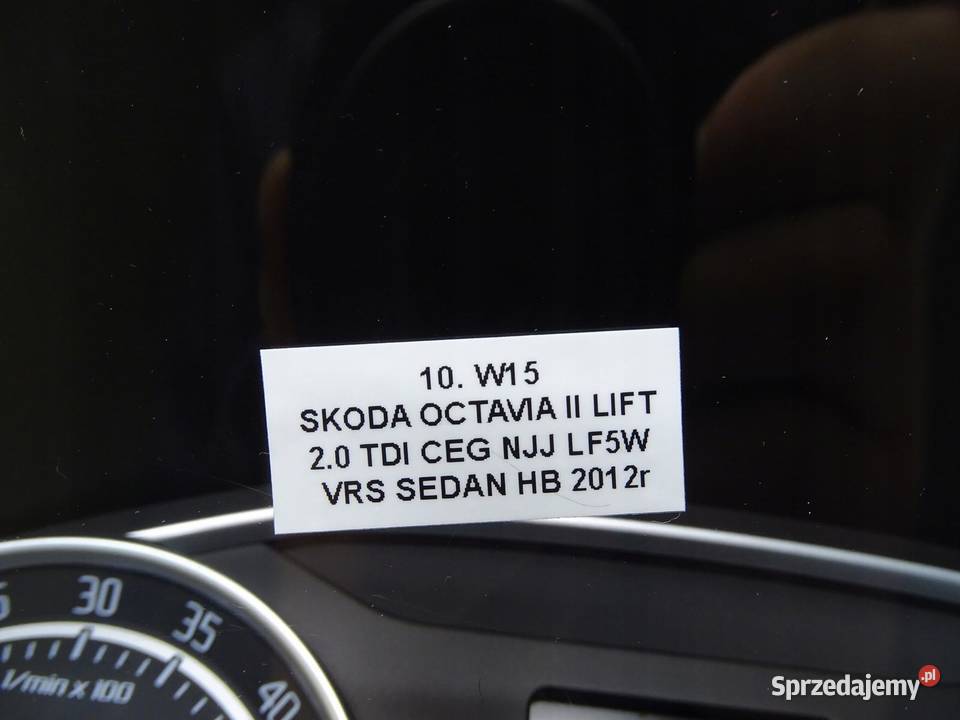 10. W15
SKODA OCTAVIA II LIFT
2.0 TDI CEG NJJ LF5W
VRS SEDAN HB 2012r
30
35
40
1/min x 100
Sprzedajemy.pl